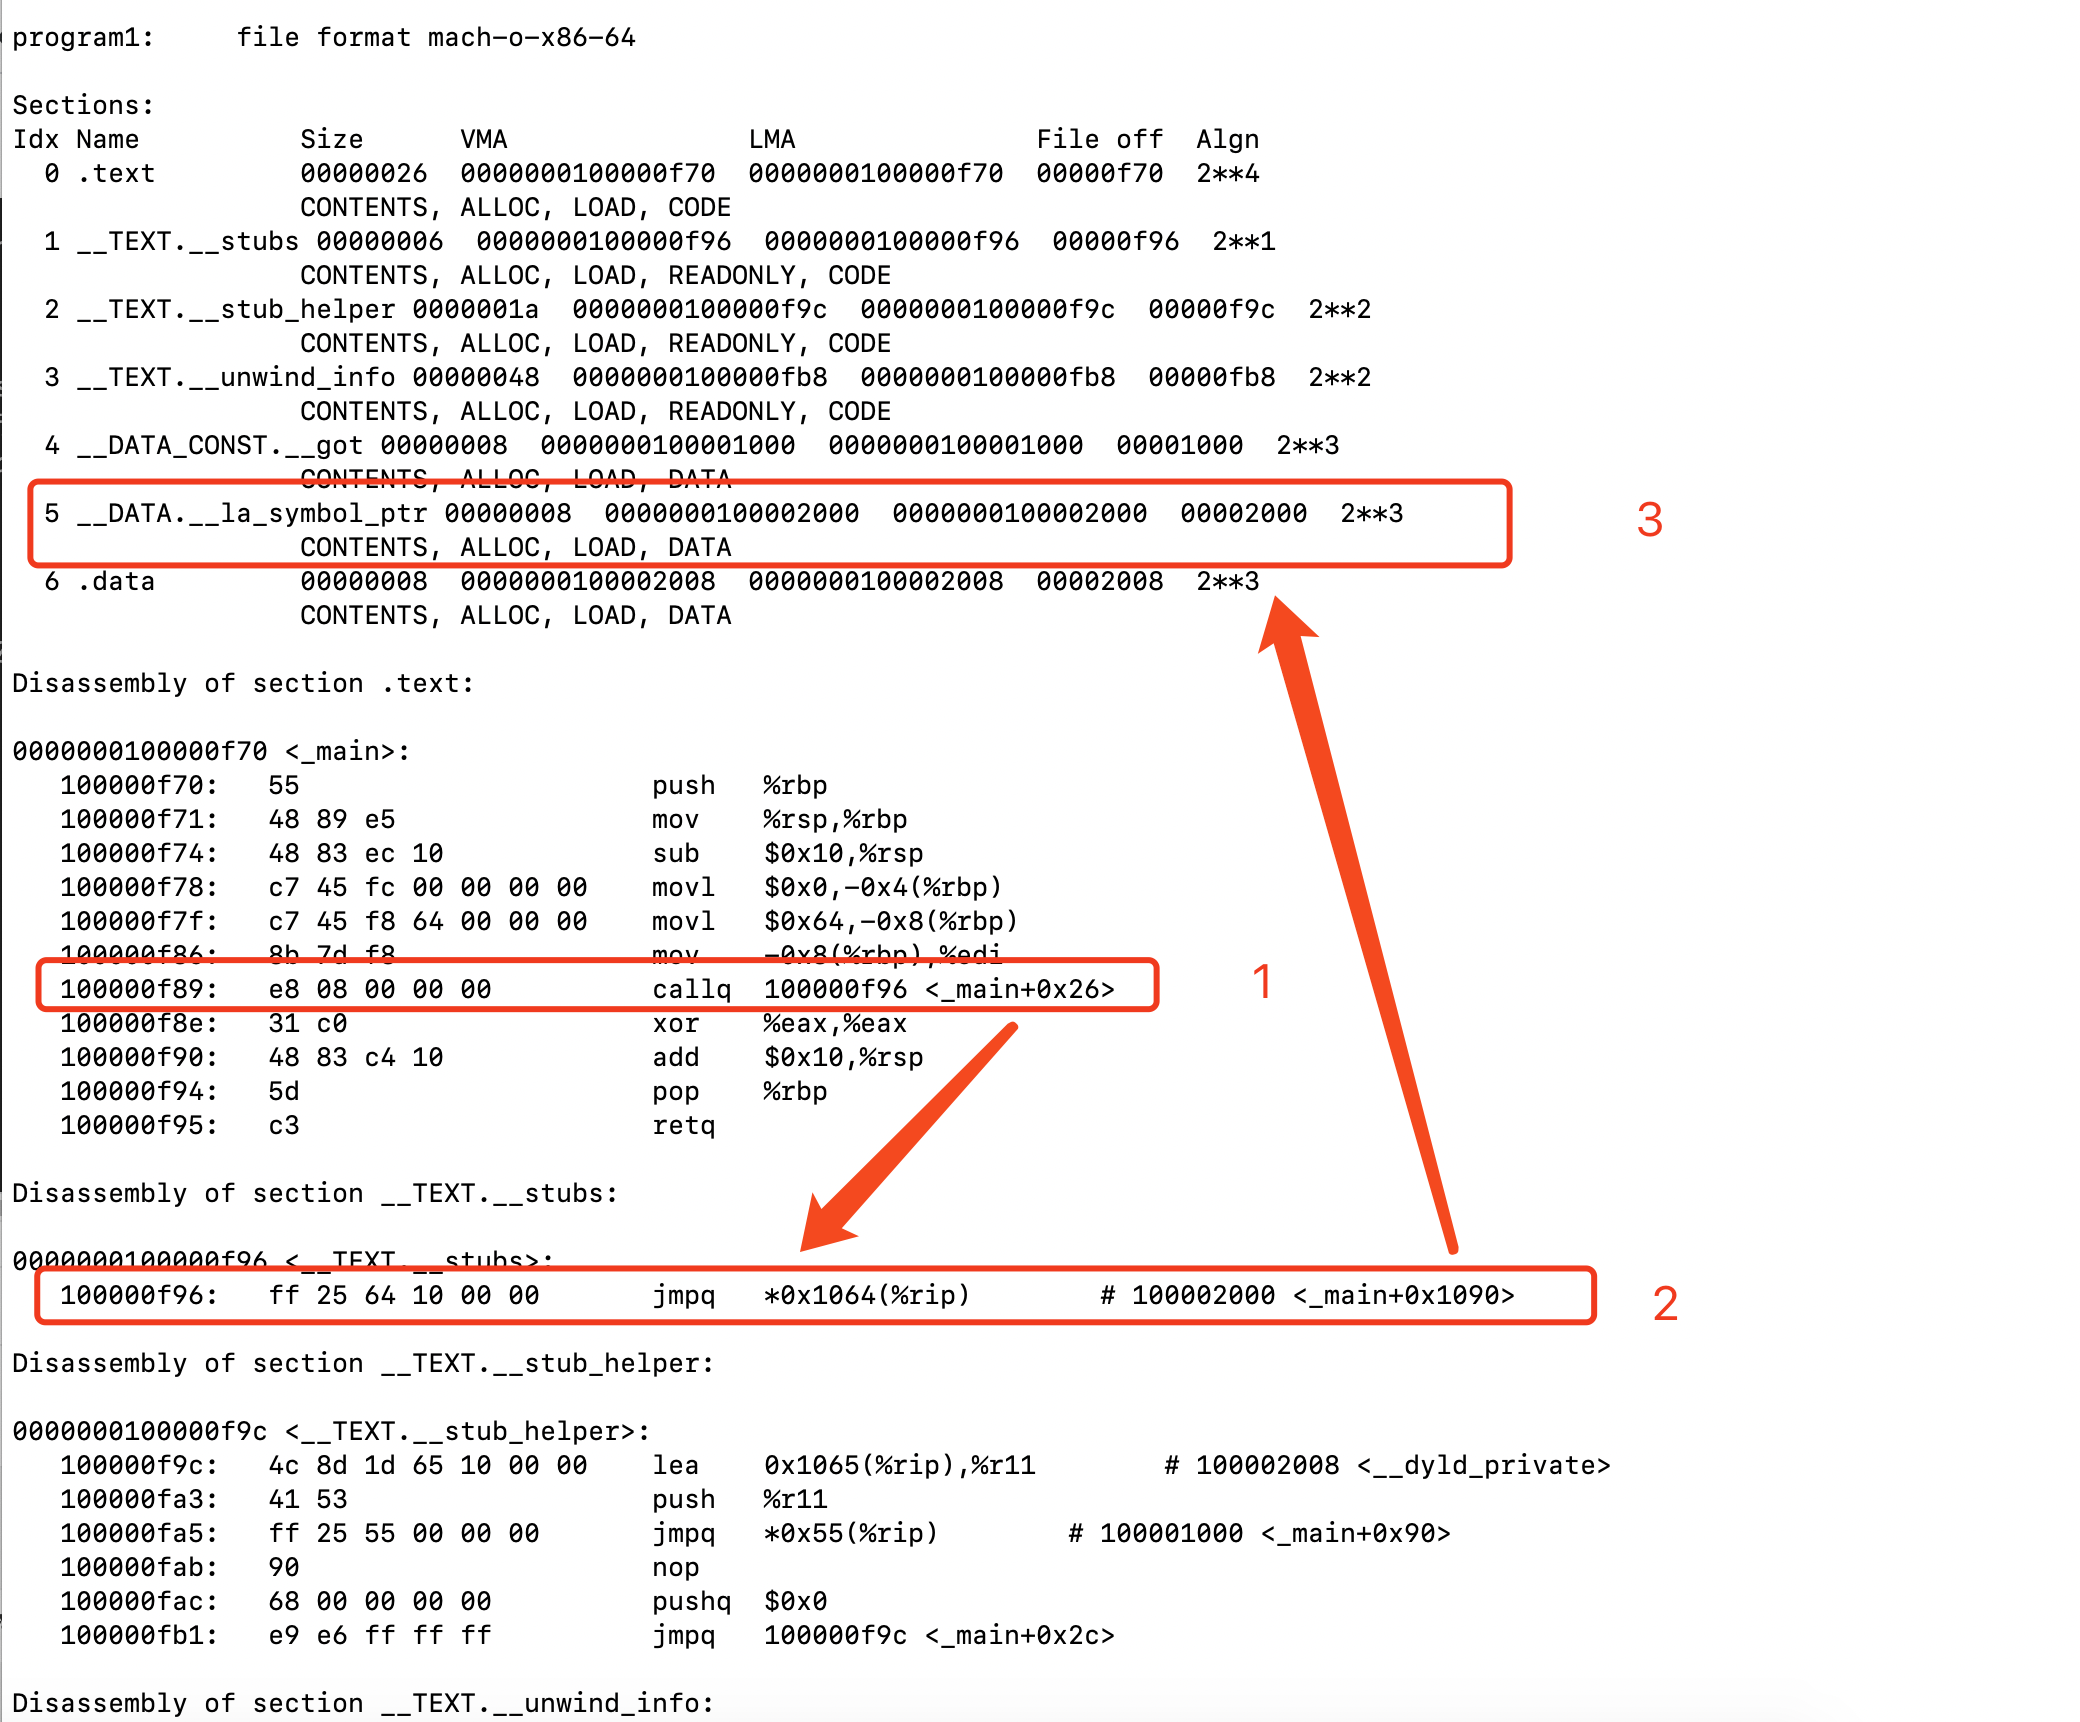 program1:     file format mach-o-x86-64
Sections:
Idx Name          Size      VMA               LMA               File off  Algn
  0 .text         00000026  0000000100000f70  0000000100000f70  00000f70  2**4
                  CONTENTS, ALLOC, LOAD, CODE
  1 __TEXT.__stubs 00000006  0000000100000f96  0000000100000f96  00000f96  2**1
                  CONTENTS, ALLOC, LOAD, READONLY, CODE
  2 __TEXT.__stub_helper 0000001a  0000000100000f9c  0000000100000f9c  00000f9c  2**2
                  CONTENTS, ALLOC, LOAD, READONLY, CODE
  3 __TEXT.__unwind_info 00000048  0000000100000fb8  0000000100000fb8  00000fb8  2**2
                  CONTENTS, ALLOC, LOAD, READONLY, CODE
  4 __DATA_CONST.__got 00000008  0000000100001000  0000000100001000  00001000  2**3
                  CONTENTS, ALLOC, LOAD, DATA
  5 __DATA.__la_symbol_ptr 00000008  0000000100002000  0000000100002000  00002000  2**3
3
                  CONTENTS, ALLOC, LOAD, DATA
  6 .data         00000008  0000000100002008  0000000100002008  00002008  2**3
                  CONTENTS, ALLOC, LOAD, DATA
Disassembly of section .text:
0000000100000f70 <_main>:
   100000f70:   55                      push   %rbp
   100000f71:   48 89 e5                mov    %rsp,%rbp
   100000f74:   48 83 ec 10             sub    $0x10,%rsp
   100000f78:   c7 45 fc 00 00 00 00    movl   $0x0,-0x4(%rbp)
   100000f7f:   c7 45 f8 64 00 00 00    movl   $0x64,-0x8(%rbp)
   100000f86:   8b 7d f8                mov    -0x8(%rbp),%edi
   100000f89:   e8 08 00 00 00          callq  100000f96 <_main+0x26>
1
   100000f8e:   31 c0                   xor    %eax,%eax
   100000f90:   48 83 c4 10             add    $0x10,%rsp
   100000f94:   5d                      pop    %rbp
   100000f95:   c3                      retq
Disassembly of section __TEXT.__stubs:
0000000100000f96 <__TEXT.__stubs>:
   100000f96:   ff 25 64 10 00 00       jmpq   *0x1064(%rip)        # 100002000 <_main+0x1090>
2
Disassembly of section __TEXT.__stub_helper:
0000000100000f9c <__TEXT.__stub_helper>:
   100000f9c:   4c 8d 1d 65 10 00 00    lea    0x1065(%rip),%r11        # 100002008 <__dyld_private>
   100000fa3:   41 53                   push   %r11
   100000fa5:   ff 25 55 00 00 00       jmpq   *0x55(%rip)        # 100001000 <_main+0x90>
   100000fab:   90                      nop
   100000fac:   68 00 00 00 00          pushq  $0x0
   100000fb1:   e9 e6 ff ff ff          jmpq   100000f9c <_main+0x2c>
Disassembly of section __TEXT.__unwind_info: